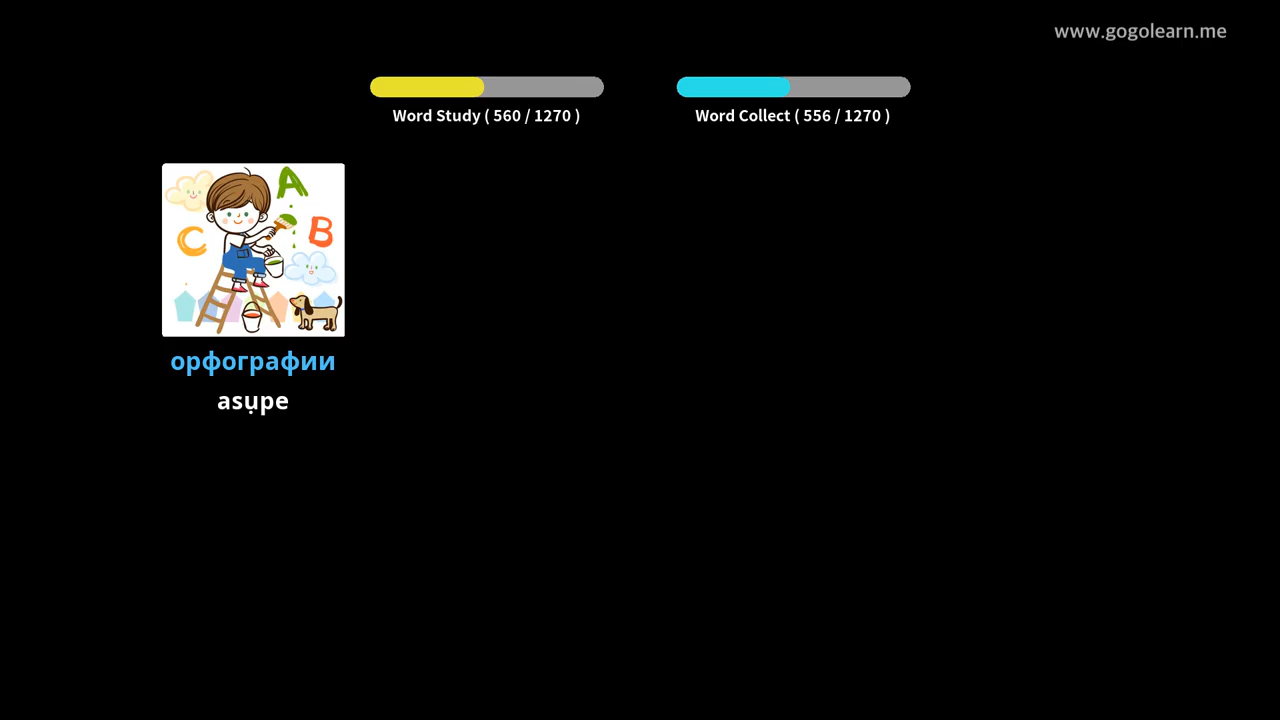 www.gogolearn.me
Word Study ( 560 / 1270 )
Word Collect ( 556 / 1270 )
A
B
C
орфографии
asụpe